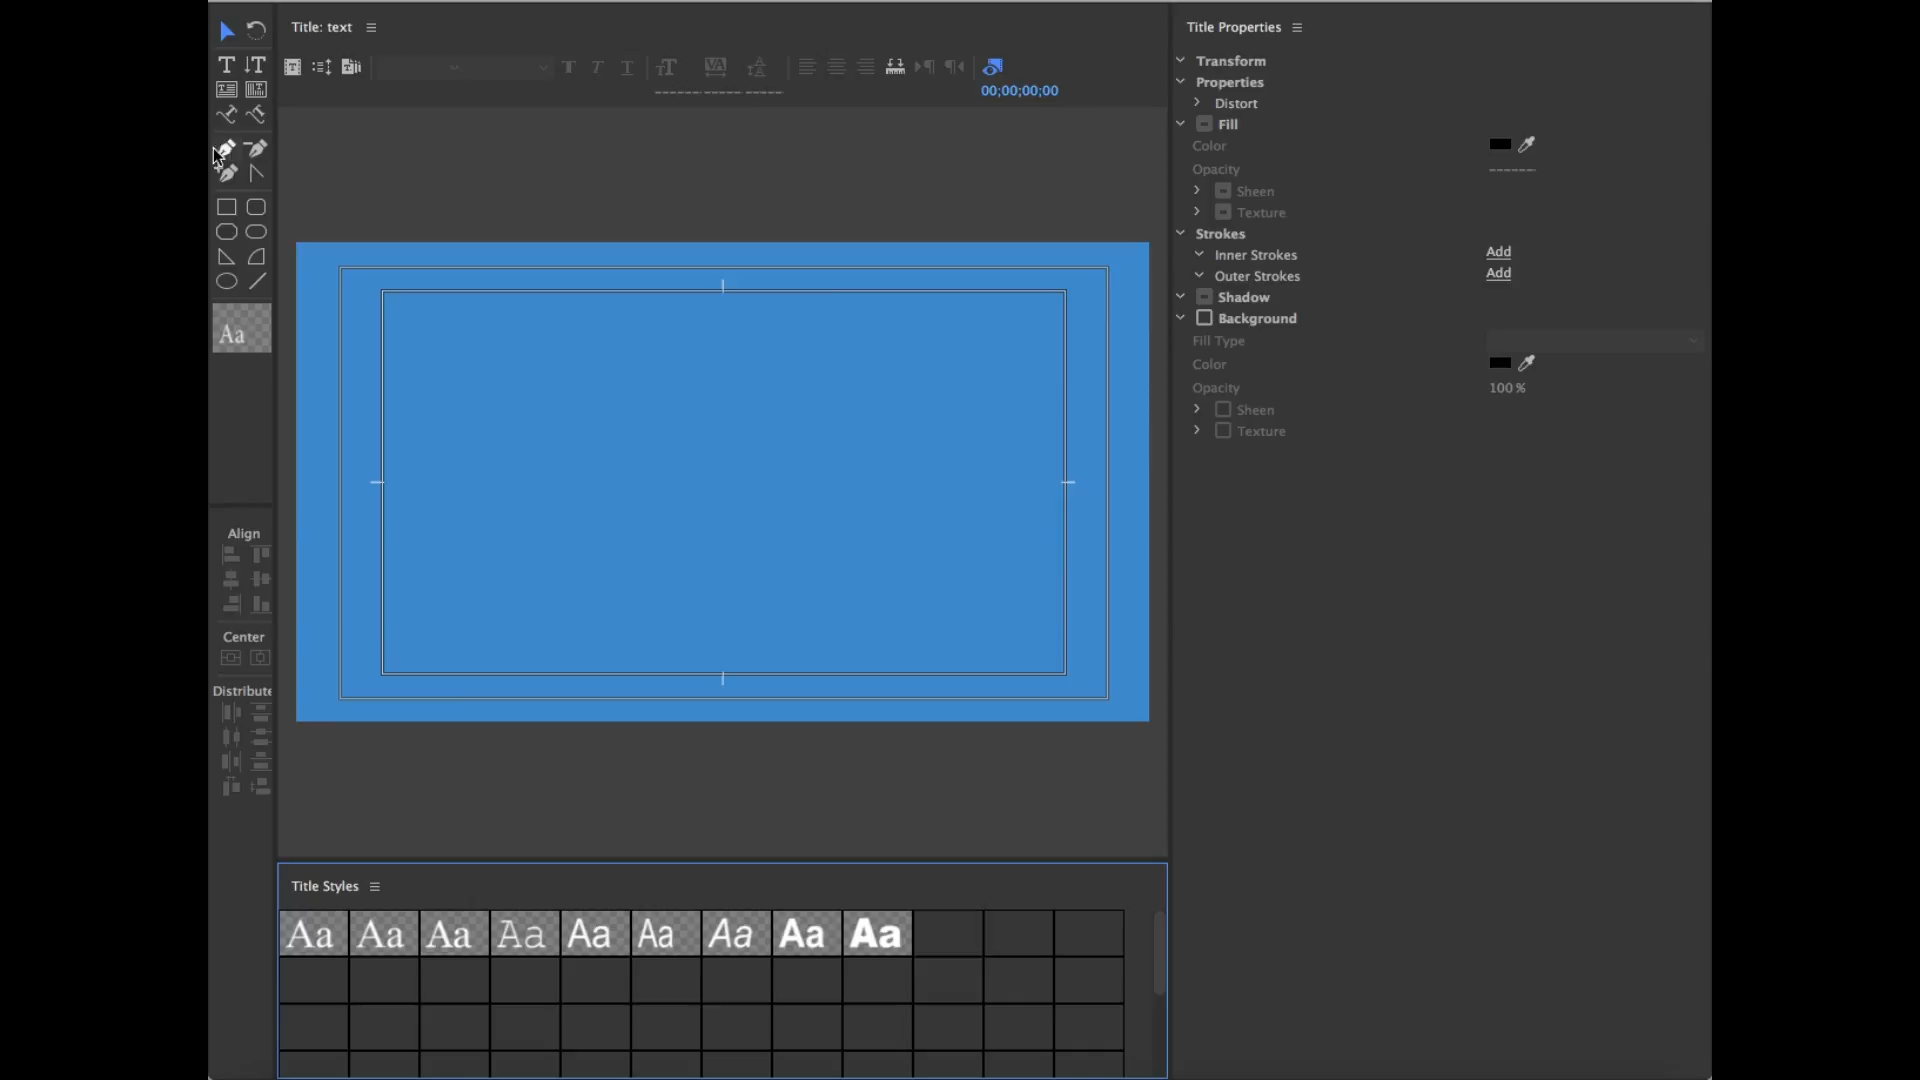 Title: text
Title Properties
Transform
Properties
Distort
Fill
Color
Opacity
Sheen
Texture
Strokes
Inner Strokes Add
Outer Strokes Add
Shadow
Background
Fill Type
Color
Opacity 100 %
Sheen
Texture
00;00;00;00
Aa
Align
Center
Distribute
Title Styles
Aa Aa Aa Aa Aa Aa Aa Aa Aa